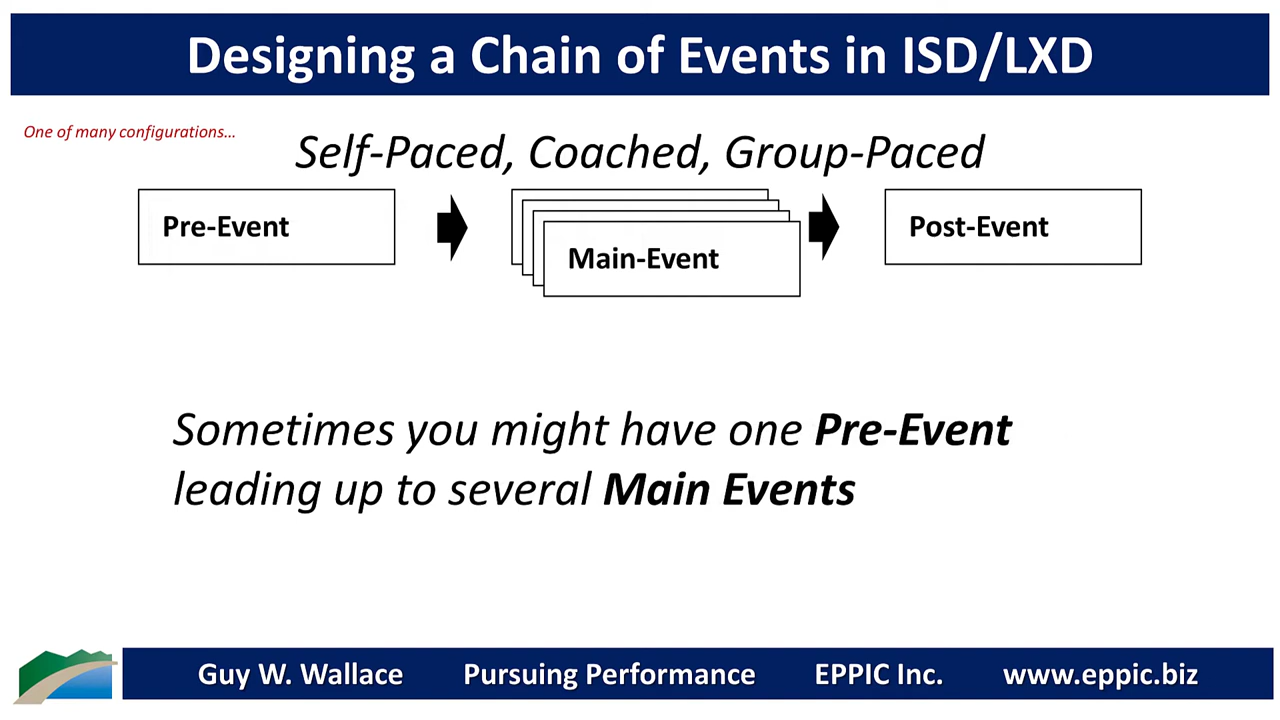 Designing a Chain of Events in ISD/LXD
One of many configurations...
Self-Paced, Coached, Group-Paced
Pre-Event
Main-Event
Post-Event
Sometimes you might have one Pre-Event
leading up to several Main Events
Guy W. Wallace Pursuing Performance EPPIC Inc. www.eppic.biz